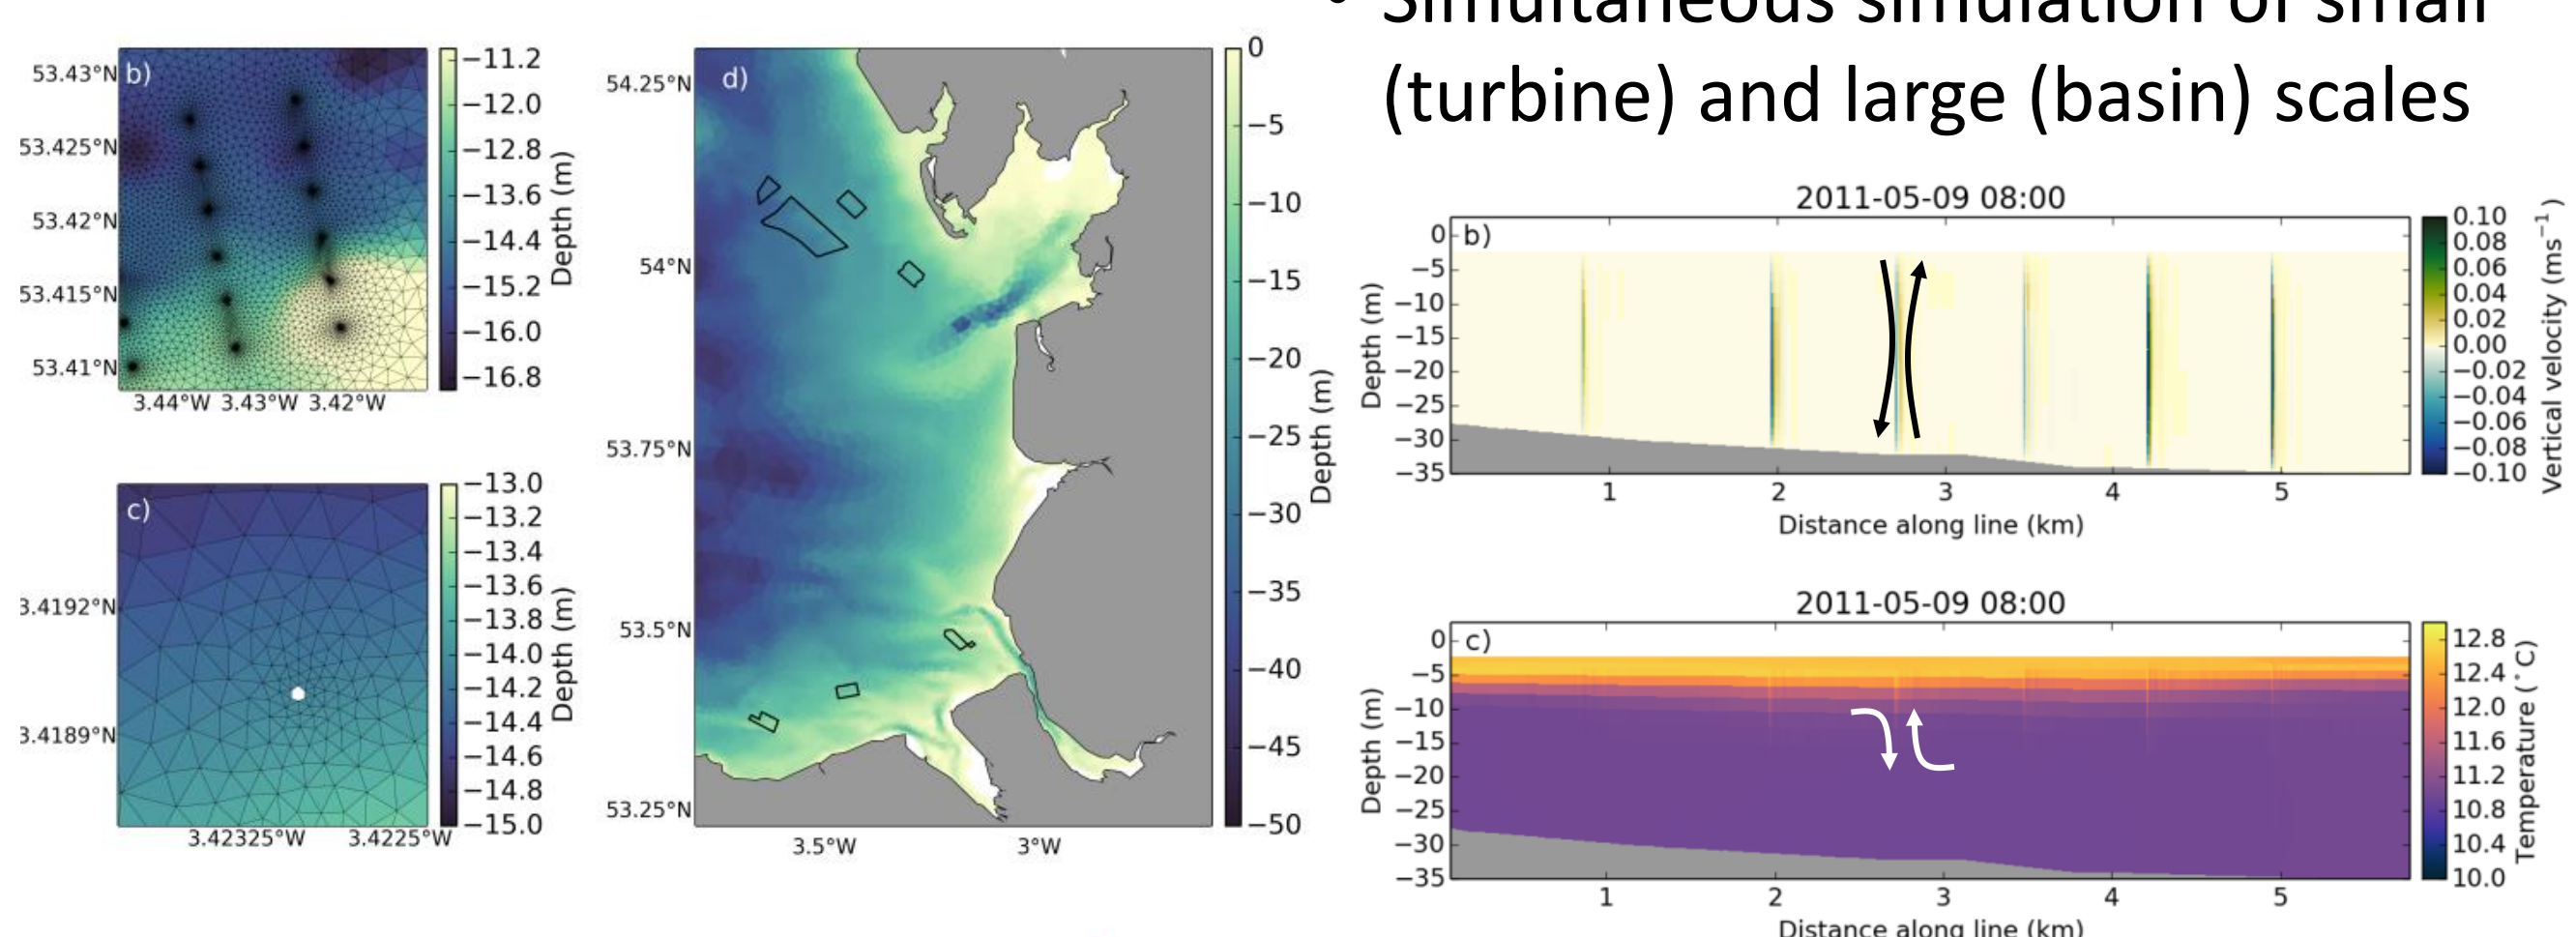 • Simultaneous simulation of small
(turbine) and large (basin) scales
b)
53.43°N
53.425°N
53.42°N
53.415°N
53.41°N
3.44°W 3.43°W 3.42°W
−11.2
−12.0
−12.8
−13.6
−14.4
−15.2
−16.0
−16.8
Depth (m)
c)
3.4192°N
3.4189°N
3.42325°W 3.4225°W
−13.0
−13.2
−13.4
−13.6
−13.8
−14.0
−14.2
−14.4
−14.6
−14.8
−15.0
Depth (m)
d)
54.25°N
54°N
53.75°N
53.5°N
53.25°N
3.5°W 3°W
0
−5
−10
−15
−20
−25
−30
−35
−40
−45
−50
Depth (m)
2011-05-09 08:00
b)
0
−5
−10
−15
−20
−25
−30
−35
Depth (m)
1 2 3 4 5
Distance along line (km)
0.10
0.08
0.06
0.04
0.02
0.00
−0.02
−0.04
−0.06
−0.08
−0.10
Vertical velocity (ms⁻¹)
2011-05-09 08:00
c)
0
−5
−10
−15
−20
−25
−30
−35
Depth (m)
1 2 3 4 5
Distance along line (km)
12.8
12.4
12.0
11.6
11.2
10.8
10.4
10.0
Temperature (°C)